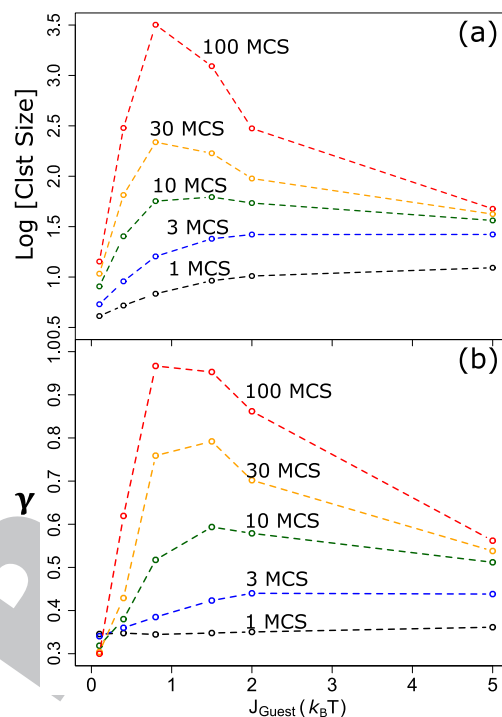 (a)
100 MCS
30 MCS
10 MCS
3 MCS
1 MCS
Log [Clst Size]
3.5
3.0
2.5
2.0
1.5
1.0
0.5
(b)
100 MCS
30 MCS
10 MCS
3 MCS
1 MCS
γ
1.0
0.9
0.8
0.7
0.6
0.5
0.4
0.3
0 1 2 3 4 5
J_Guest (k_BT)